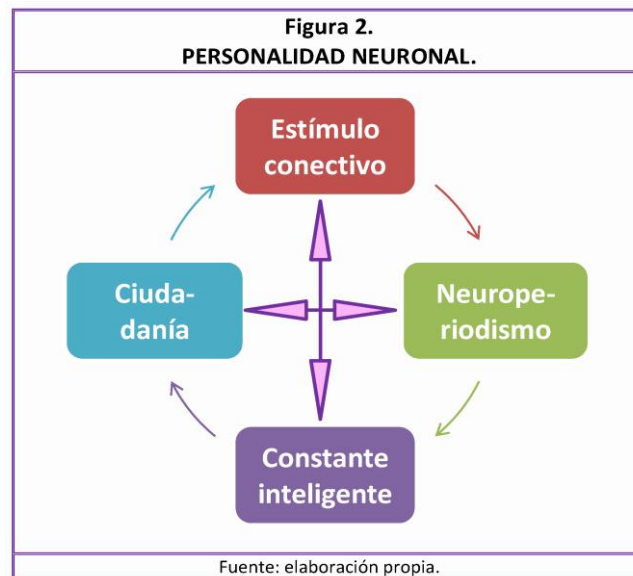 Figura 2.
PERSONALIDAD NEURONAL.
Estímulo
conectivo
Ciuda-
danía
Neurope-
riodismo
Constante
inteligente
Fuente: elaboración propia.